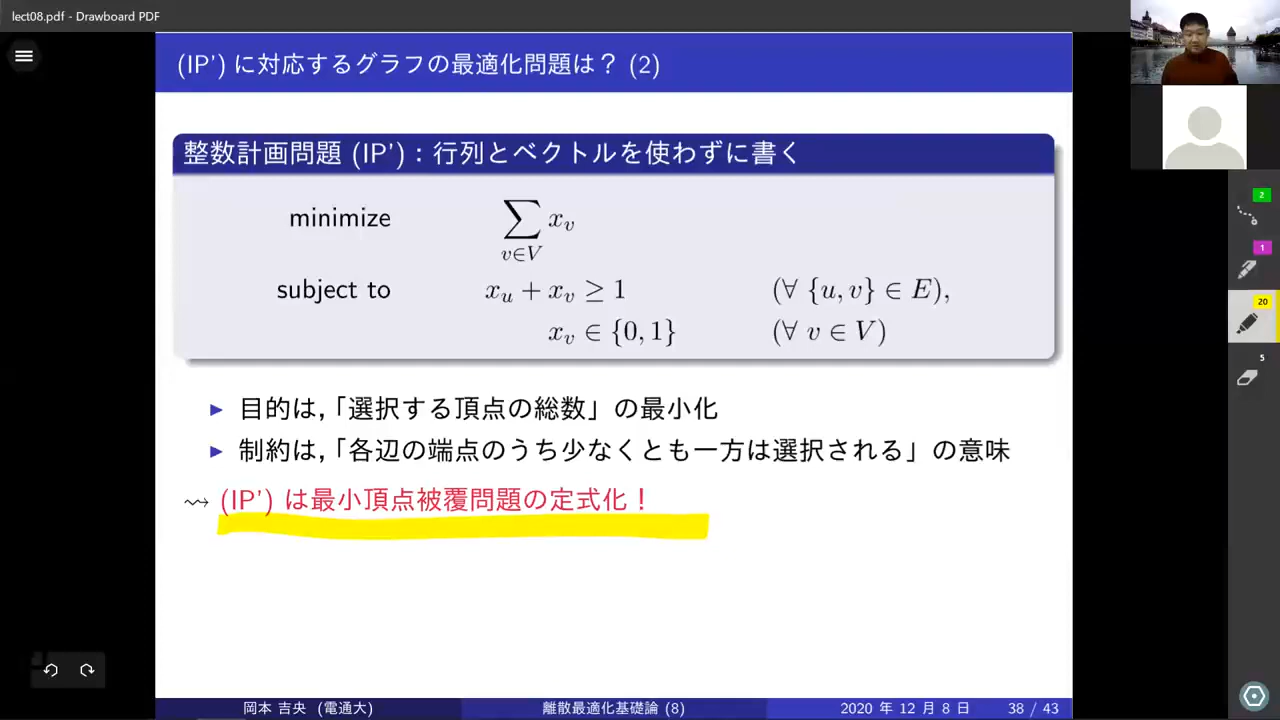 lect08.pdf - Drawboard PDF
(IP’) に対応するグラフの最適化問題は？ (2)
整数計画問題 (IP’) : 行列とベクトルを使わずに書く
minimize ∑_{v∈V} x_v
subject to x_u + x_v ≥ 1 (∀ {u, v} ∈ E),
x_v ∈ {0, 1} (∀ v ∈ V)
▶ 目的は，「選択する頂点の総数」の最小化
▶ 制約は，「各辺の端点のうち少なくとも一方は選択される」の意味
⇝ (IP’) は最小頂点被覆問題の定式化！
2
1
20
5
岡本 吉央 (電通大) 離散最適化基礎論 (8) 2020 年 12 月 8 日 38 / 43